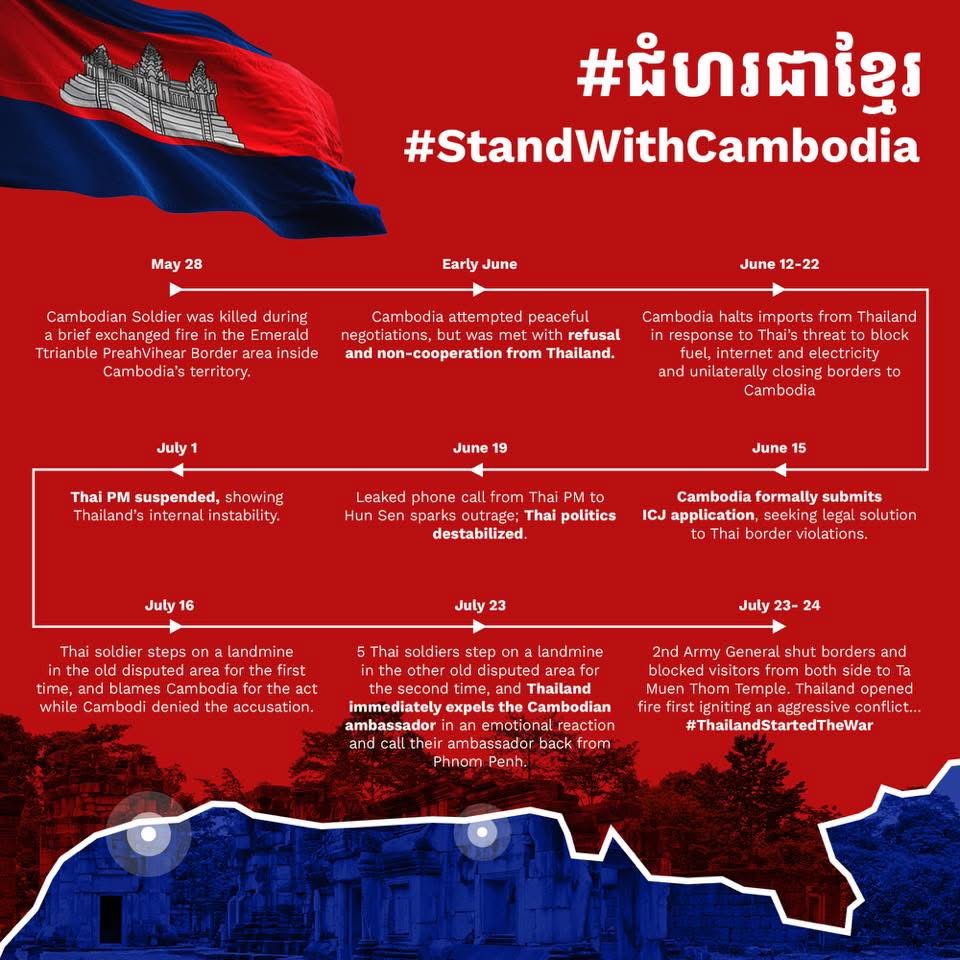 #ជំហរជាខ្មែរ
#StandWithCambodia
May 28
Cambodian Soldier was killed during
a brief exchanged fire in the Emerald
Ttrianble PreahVihear Border area inside
Cambodia's territory.
Early June
Cambodia attempted peaceful
negotiations, but was met with refusal
and non-cooperation from Thailand.
June 12-22
Cambodia halts imports from Thailand
in response to Thai's threat to block
fuel, internet and electricity
and unilaterally closing borders to
Cambodia
June 15
Cambodia formally submits
ICJ application, seeking legal solution
to Thai border violations.
June 19
Leaked phone call from Thai PM to
Hun Sen sparks outrage; Thai politics
destabilized.
July 1
Thai PM suspended, showing
Thailand's internal instability.
July 16
Thai soldier steps on a landmine
in the old disputed area for the first
time, and blames Cambodia for the act
while Cambodi denied the accusation.
July 23
5 Thai soldiers step on a landmine
in the other old disputed area for
the second time, and Thailand
immediately expels the Cambodian
ambassador in an emotional reaction
and call their ambassador back from
Phnom Penh.
July 23- 24
2nd Army General shut borders and
blocked visitors from both side to Ta
Muen Thom Temple. Thailand opened
fire first igniting an aggressive conflict...
#ThailandStartedTheWar